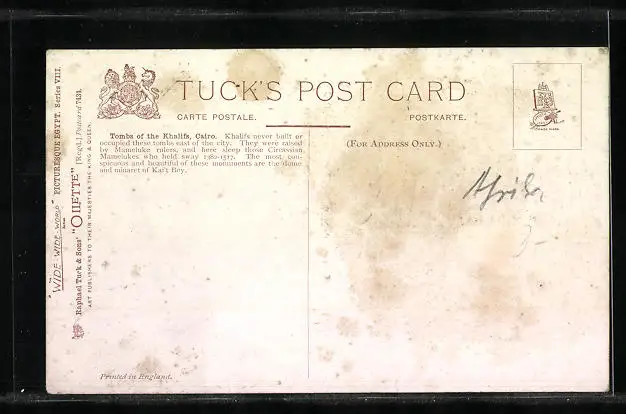 TUCK'S POST CARD
CARTE POSTALE. POSTKARTE.
(FOR ADDRESS ONLY.)
Tombs of the Khalifs, Cairo. Khalifs never built or
occupied these tombs east of the city. They were raised
by Mameluke rulers, and here sleep those Circassian
Mamelukes who held sway 1382-1517. The most con-
spicuous and beautiful of these monuments are the dome
and minaret of Kai't Bey.
Afrika
"WIDE-WIDE-WORLD" PICTURESQUE EGYPT. Series VIII.
Raphael Tuck & Sons' "OILETTE" [Regd.] Postcard 7431.
ART PUBLISHERS TO THEIR MAJESTIES THE KING & QUEEN.
Printed in England.